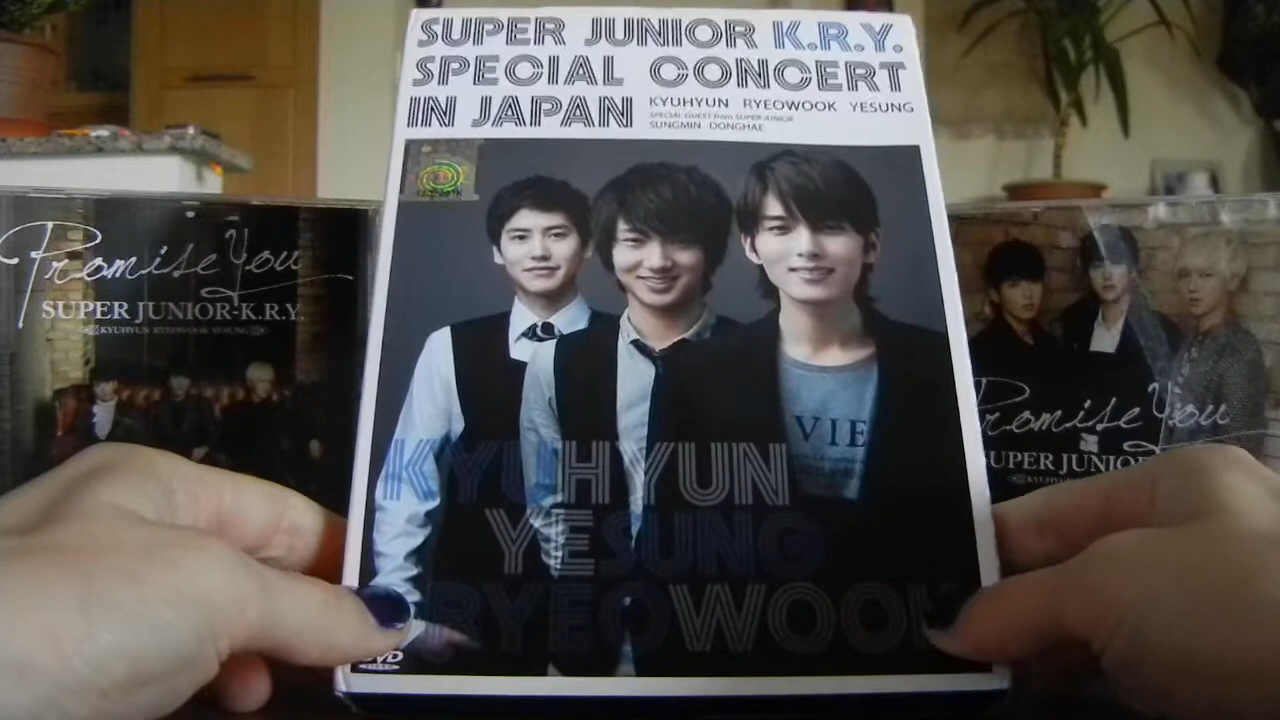 SUPER JUNIOR K.R.Y.
SPECIAL CONCERT
IN JAPAN
KYUHYUN RYEOWOOK YESUNG
SPECIAL GUEST from SUPER JUNIOR
SUNGMIN DONGHAE
VIE
KYUHYUN
YESUNG
RYEOWOOK
DVD
VIDEO
Promise You
SUPER JUNIOR-K.R.Y.
KYUHYUN RYEOWOOK YESUNG
Promise You
SUPER JUNIOR